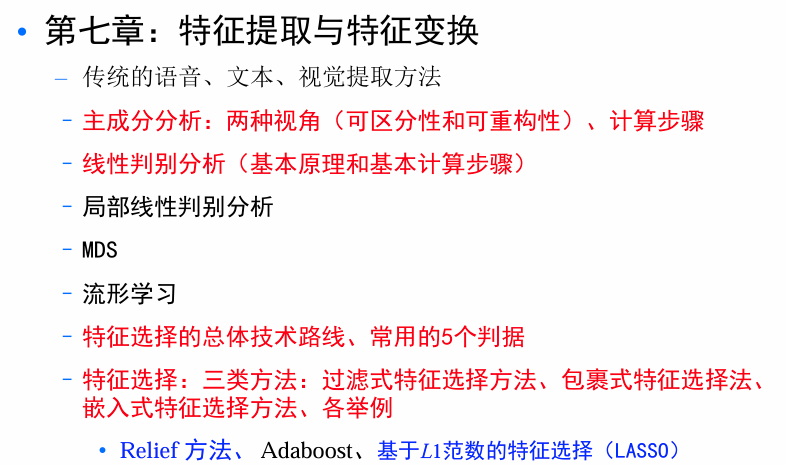 • 第七章：特征提取与特征变换
– 传统的语音、文本、视觉提取方法
– 主成分分析：两种视角（可区分性和可重构性）、计算步骤
– 线性判别分析（基本原理和基本计算步骤）
– 局部线性判别分析
– MDS
– 流形学习
– 特征选择的总体技术路线、常用的5个判据
– 特征选择：三类方法：过滤式特征选择方法、包裹式特征选择法、
嵌入式特征选择方法、各举例
• Relief 方法、 Adaboost、基于L1范数的特征选择（LASSO）